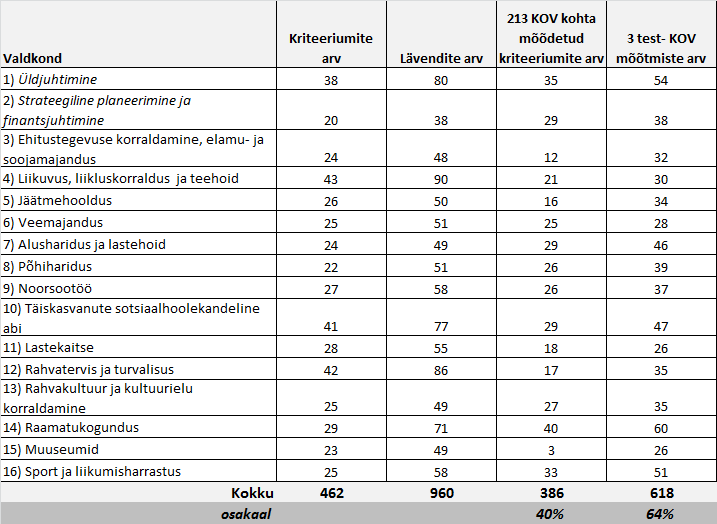 Valdkond Kriteeriumite arv Lävendite arv 213 KOV kohta mõõdetud kriteeriumite arv 3 test- KOV mõõtmiste arv
1) Üldjuhtimine 38 80 35 54
2) Strateegiline planeerimine ja
finantsjuhtimine 20 38 29 38
3) Ehitustegevuse korraldamine, elamu- ja
soojamajandus 24 48 12 32
4) Liikuvus, liikluskorraldus ja teehoid 43 90 21 30
5) Jäätmehooldus 26 50 16 34
6) Veemajandus 25 51 25 28
7) Alusharidus ja lastehoid 24 49 29 46
8) Põhiharidus 22 51 26 39
9) Noorsootöö 27 58 26 37
10) Täiskasvanute sotsiaalhoolekandeline
abi 41 77 29 47
11) Lastekaitse 28 55 18 26
12) Rahvatervis ja turvalisus 42 86 17 35
13) Rahvakultuur ja kultuurielu
korraldamine 25 49 27 35
14) Raamatukogundus 29 71 40 60
15) Muuseumid 23 49 3 26
16) Sport ja liikumisharrastus 25 58 33 51
Kokku 462 960 386 618
osakaal 40% 64%